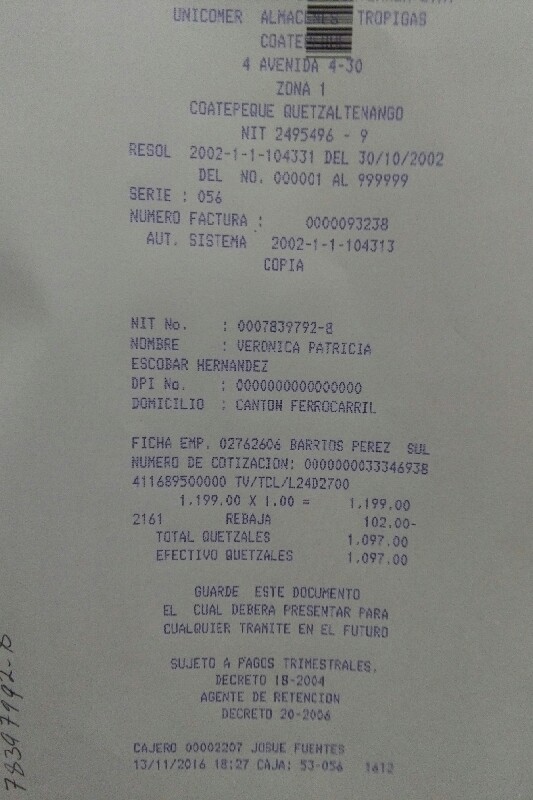 UNICOMER ALMACENES TROPIGAS
4 AVENIDA 4-30
ZONA 1
COATEPEQUE QUETZALTENANGO
NIT 2495496 - 9
RESOL 2002-1-1-104331 DEL 30/10/2002
DEL NO. 000001 AL 999999
SERIE : 056
NUMERO FACTURA : 0000093238
AUT. SISTEMA 2002-1-1-104313
COPIA
NIT No. : 0007839792-8
NOMBRE : VERONICA PATRICIA
ESCOBAR HERNANDEZ
DPI No. : 0000000000000000
DOMICILIO : CANTON FERROCARRIL
FICHA EMP. 02762606 BARRIOS PEREZ SUL
NUMERO DE COTIZACION: 0000000033346938
411689500000 TV/TCL/L24D2700
1,199.00 X 1.00 = 1,199.00
2161 REBAJA 102.00-
TOTAL QUETZALES 1,097.00
EFECTIVO QUETZALES 1,097.00
GUARDE ESTE DOCUMENTO
EL CUAL DEBERA PRESENTAR PARA
CUALQUIER TRAMITE EN EL FUTURO
SUJETO A PAGOS TRIMESTRALES.
DECRETO 18-2004
AGENTE DE RETENCION
DECRETO 20-2006
CAJERO 00002207 JOSUE FUENTES
13/11/2016 18:27 CAJA: 53-056 1612
7839792-8